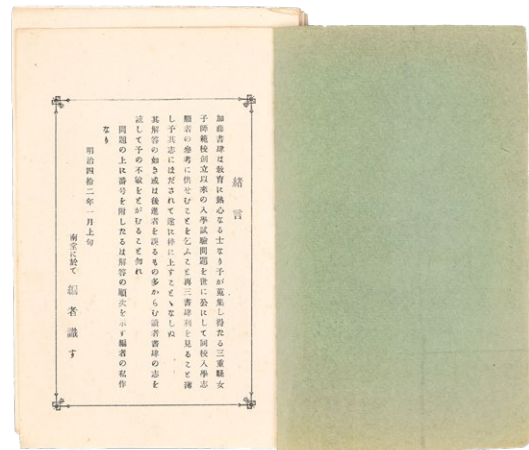 緒言
加藤書肆は敎育に熱心なる士なり予が蒐集し得たる三重縣女
子師範校創立以來の入學試驗問題を世に公にして同校入學志
願者の參考に供せむことを乞ふこと再三書肆利を見ること薄
し予其志にほだされて遂に梓に上すことゝなしぬ
其解答の如き或は後進者を誤るもの多からむ讀者書肆の志を
諒して予の不敏をとがむること勿れ
問題の上に番号を附したるは解答の順次を示す編者の私作
なり
明治四拾二年一月上旬
南堂に於て 編者識す